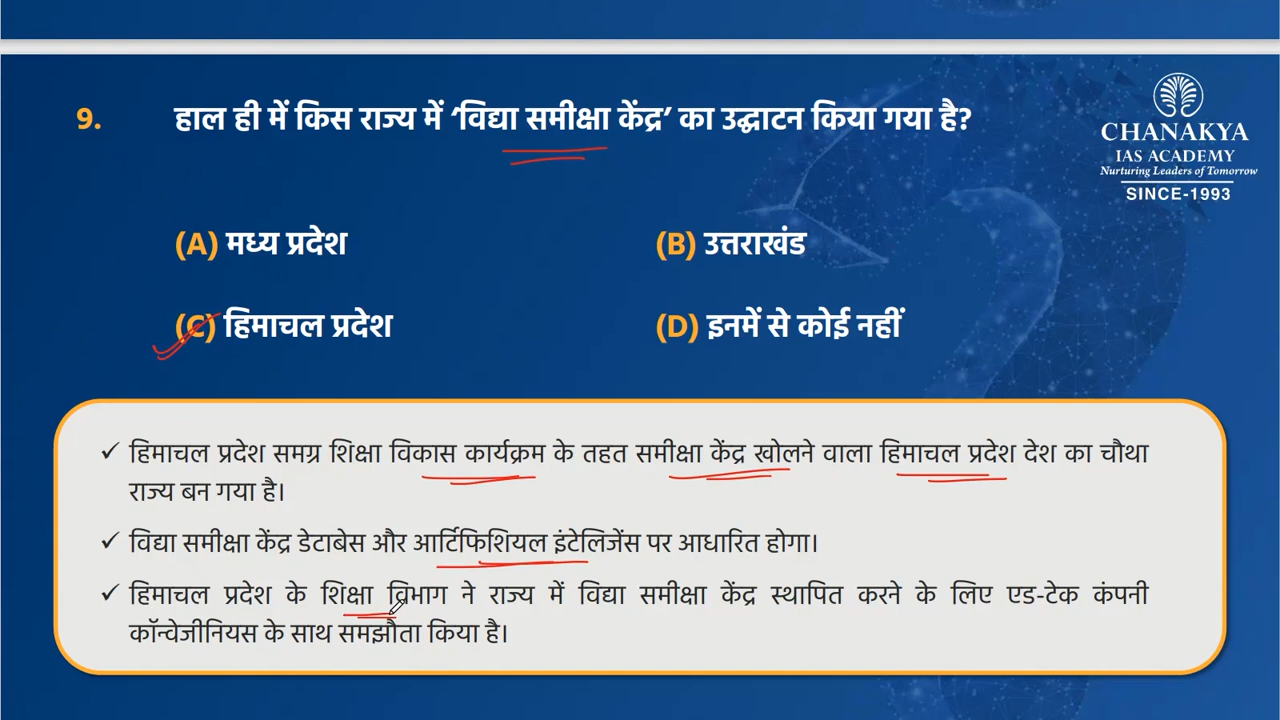 9. हाल ही में किस राज्य में ‘विद्या समीक्षा केंद्र’ का उद्घाटन किया गया है?
CHANAKYA
IAS ACADEMY
Nurturing Leaders of Tomorrow
SINCE-1993
(A) मध्य प्रदेश
(B) उत्तराखंड
(C) हिमाचल प्रदेश
(D) इनमें से कोई नहीं
✓ हिमाचल प्रदेश समग्र शिक्षा विकास कार्यक्रम के तहत समीक्षा केंद्र खोलने वाला हिमाचल प्रदेश देश का चौथा
राज्य बन गया है।
✓ विद्या समीक्षा केंद्र डेटाबेस और आर्टिफिशियल इंटेलिजेंस पर आधारित होगा।
✓ हिमाचल प्रदेश के शिक्षा विभाग ने राज्य में विद्या समीक्षा केंद्र स्थापित करने के लिए एड-टेक कंपनी
कॉन्वेजीनियस के साथ समझौता किया है।